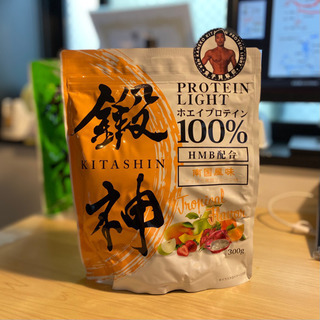 鍛神
KITASHIN
PROTEIN
LIGHT
ホエイプロテイン
100%
HMB配合
南国風味
Tropical
Flavor
300g